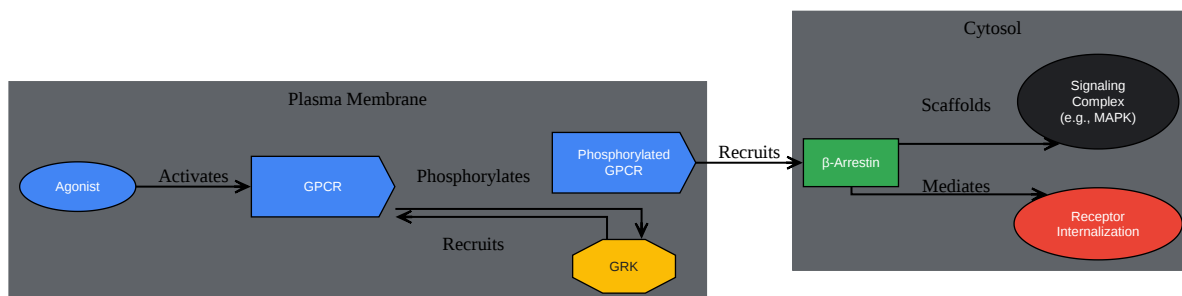 Plasma Membrane
Agonist
Activates
GPCR
Phosphorylates
Recruits
GRK
Phosphorylated
GPCR
Recruits
Cytosol
β-Arrestin
Scaffolds
Signaling
Complex
(e.g., MAPK)
Mediates
Receptor
Internalization